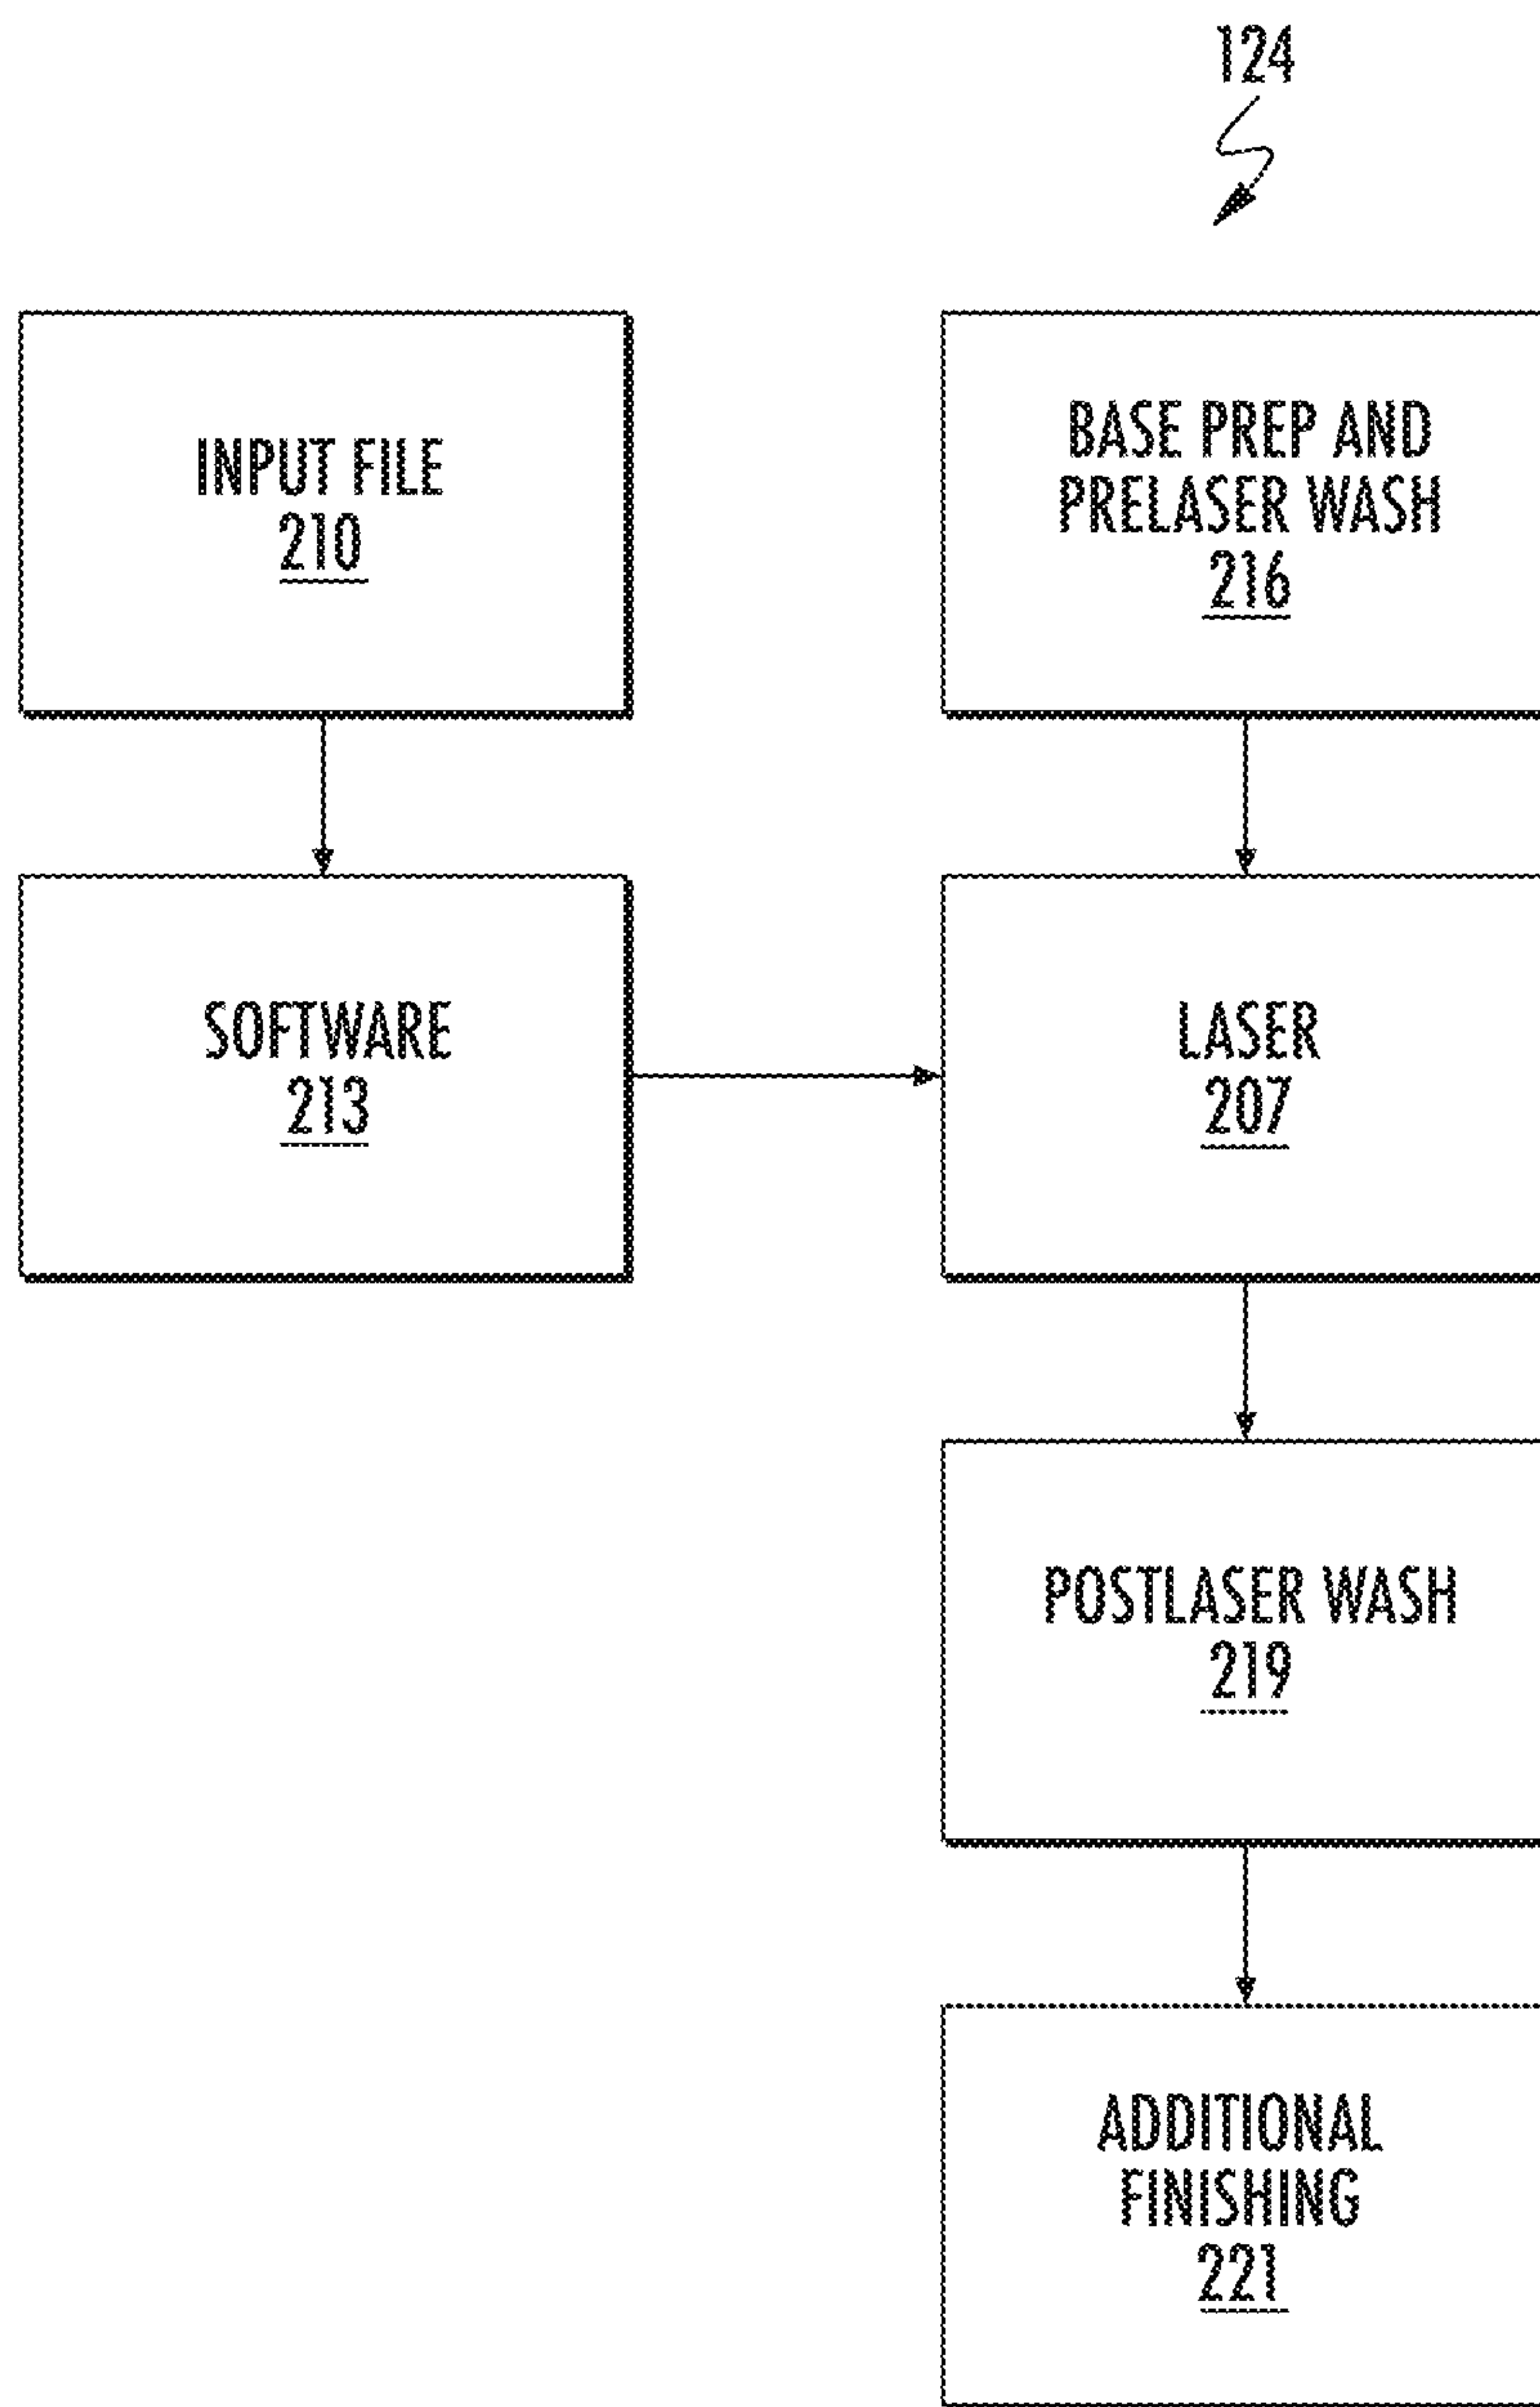 124
INPUT FILE
210
BASE PREP AND
PRELASER WASH
216
SOFTWARE
213
LASER
207
POSTLASER WASH
219
ADDITIONAL
FINISHING
221